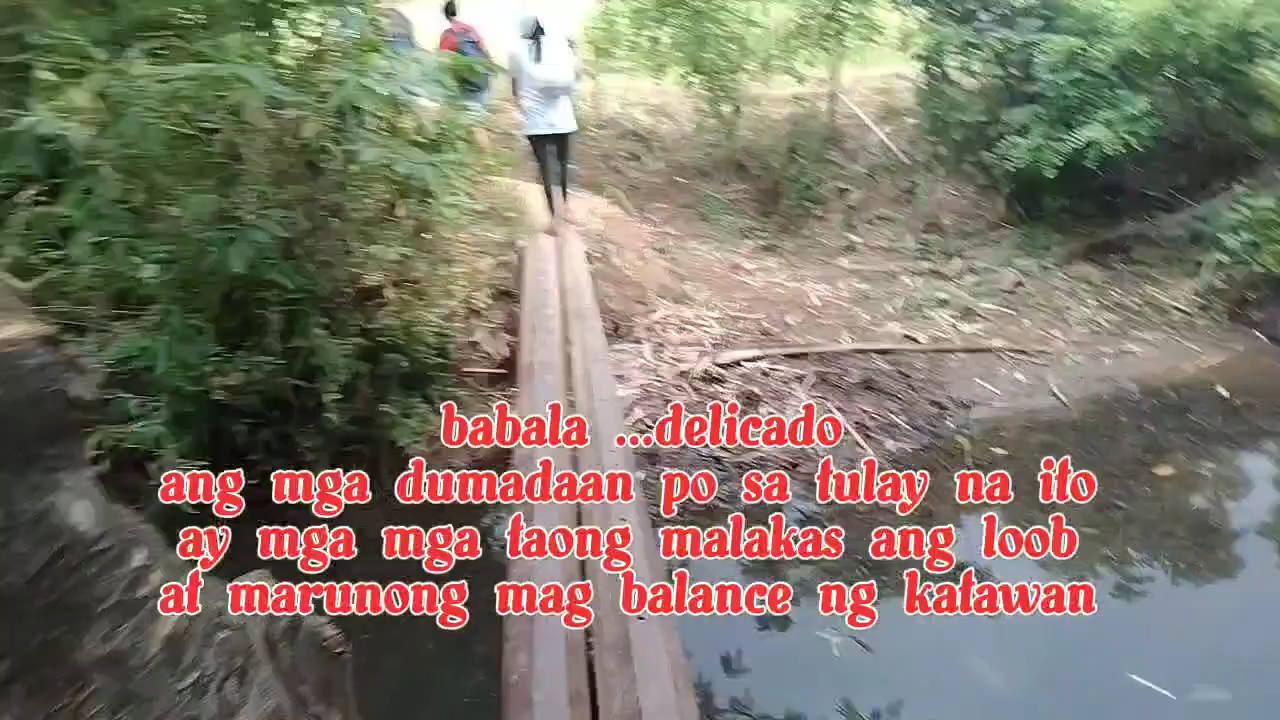 babala ...delicado
ang mga dumadaan po sa tulay na ito
ay mga mga taong malakas ang loob
at marunong mag balance ng katawan